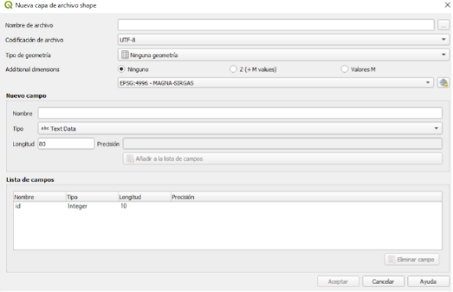 Nueva capa de archivo shape
Nombre de archivo
...
Codificación de archivo UTF-8
Tipo de geometría Ninguna geometría
Additional dimensions Ninguno Z (+ M values) Valores M
EPSG:4996 - MAGNA-SIRGAS
Nuevo campo
Nombre
Tipo abc Text Data
Longitud 80 Precisión
Añadir a la lista de campos
Lista de campos
Nombre Tipo Longitud Precisión
id Integer 10
Eliminar campo
Aceptar Cancelar Ayuda